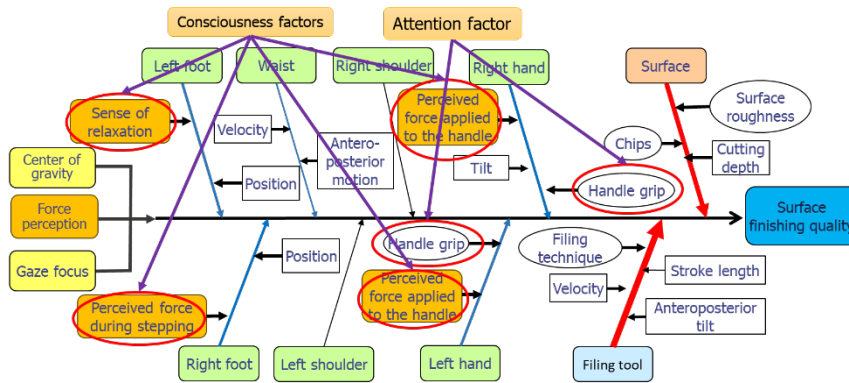 Consciousness factors
Attention factor
Left foot
Waist
Right shoulder
Right hand
Surface
Sense of
relaxation
Perceived
force applied
to the handle
Surface
roughness
Velocity
Antero-
posterior
motion
Chips
Cutting
depth
Center of
gravity
Position
Tilt
Handle grip
Force
perception
Surface
finishing quality
Gaze focus
Position
Handle grip
Filing
technique
Stroke length
Perceived force
during stepping
Perceived
force applied
to the handle
Velocity
Anteroposterior
tilt
Right foot
Left shoulder
Left hand
Filing tool